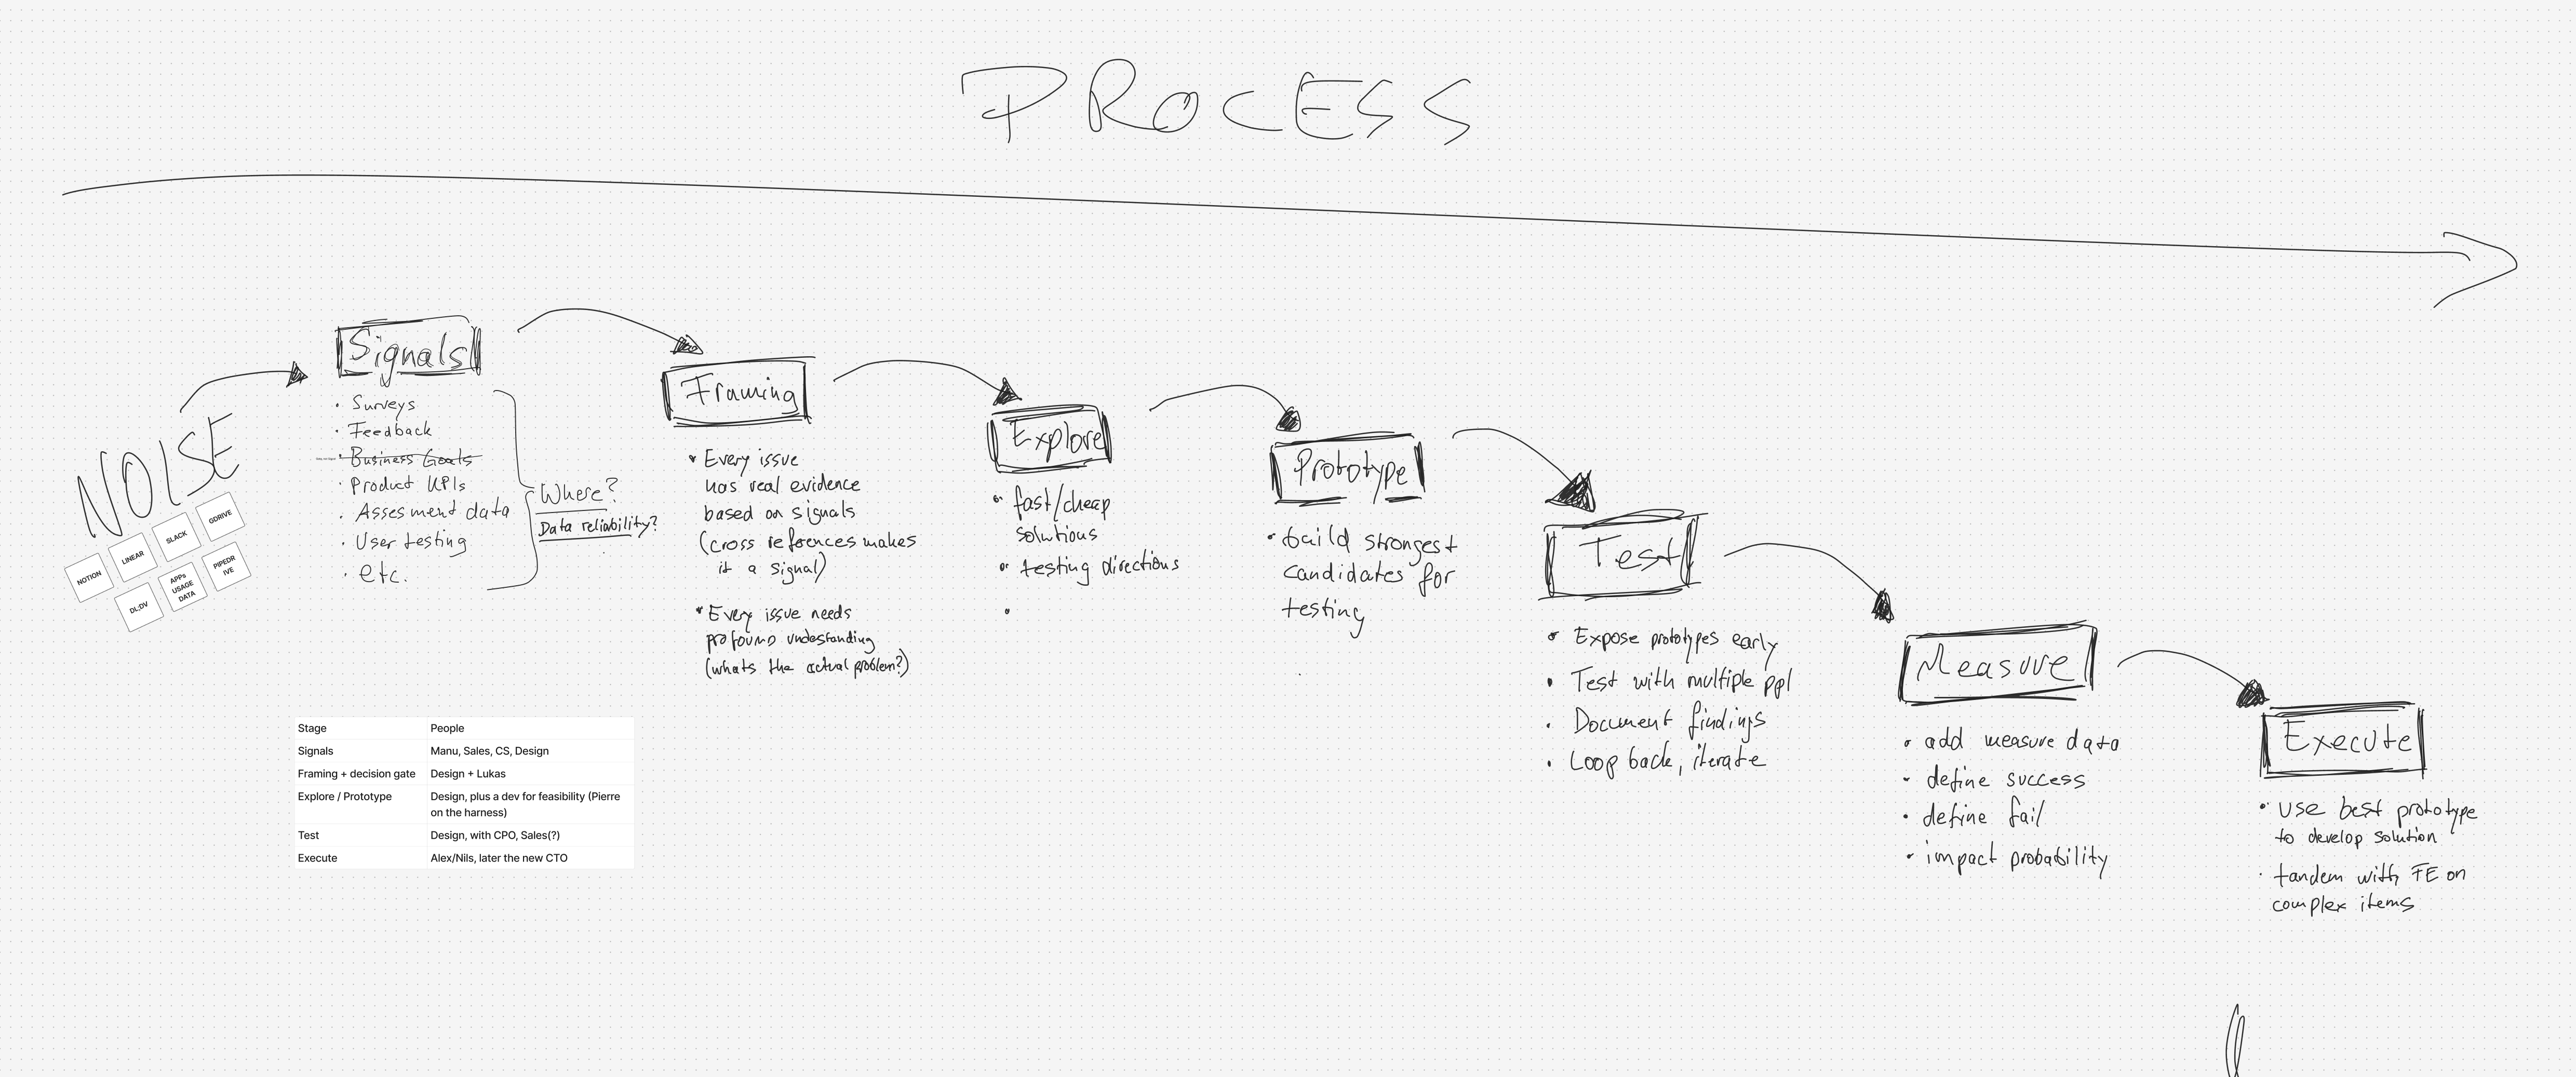 PROCESS
NOISE
NOTION
LINEAR
SLACK
GDRIVE
DL;DV
APPs
USAGE
DATA
PIPEDR
IVE
Signals
• Surveys
• Feedback
• Business Goals
• Product KPIs
• Assesment data
• User testing
• etc.
Where?
Data reliability?
Framing
• Every issue
has real evidence
based on signals
(cross references makes
it a signal)
• Every issue needs
profound undestanding
(whats the actual problem?)
Explore
• fast/cheap
solutions
• testing directions
•
Prototype
• build strongest
candidates for
testing
Test
• Expose prototypes early
• Test with multiple ppl
• Document findings
• Loop back, iterate
Measure
• add measure data
• define success
• define fail
• impact probability
Execute
• use best prototype
to develop solution
• tandem with FE on
complex items
Stage People
Signals Manu, Sales, CS, Design
Framing + decision gate Design + Lukas
Explore / Prototype Design, plus a dev for feasibility (Pierre
on the harness)
Test Design, with CPO, Sales(?)
Execute Alex/Nils, later the new CTO